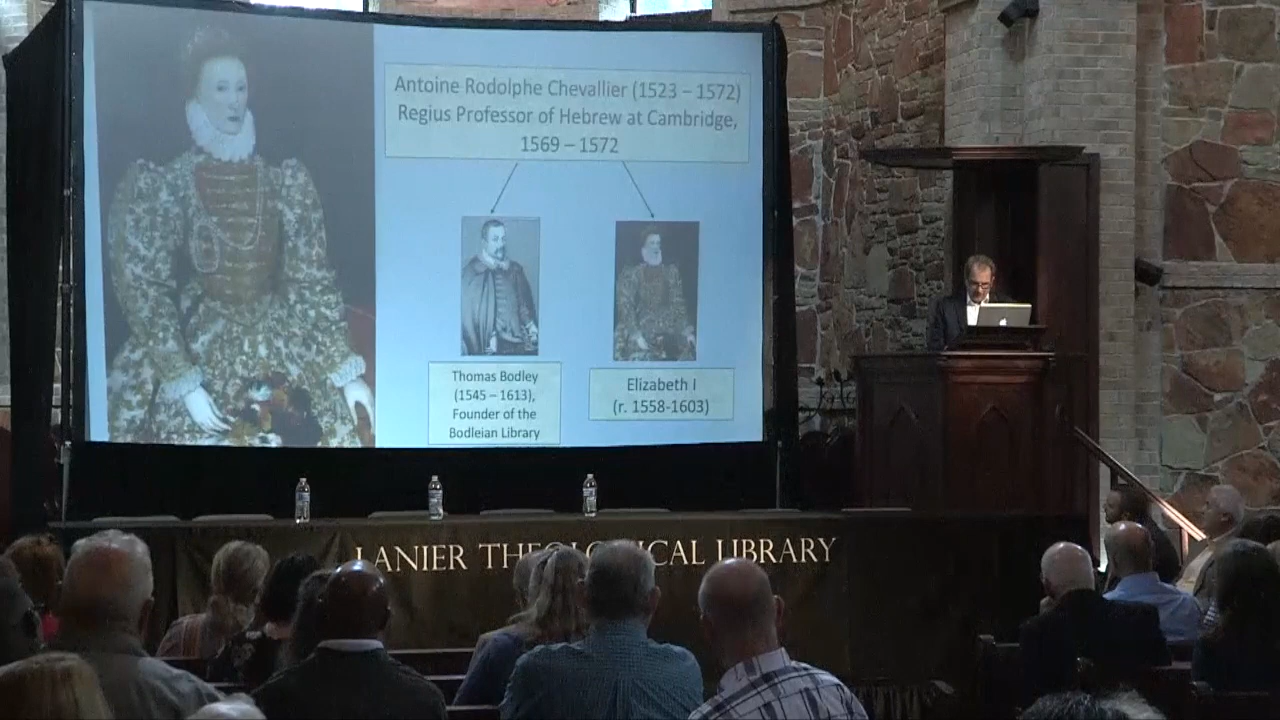 Antoine Rodolphe Chevallier (1523 – 1572)
Regius Professor of Hebrew at Cambridge,
1569 – 1572
Thomas Bodley
(1545 – 1613),
Founder of the
Bodleian Library
Elizabeth I
(r. 1558-1603)
LANIER THEOLOGICAL LIBRARY